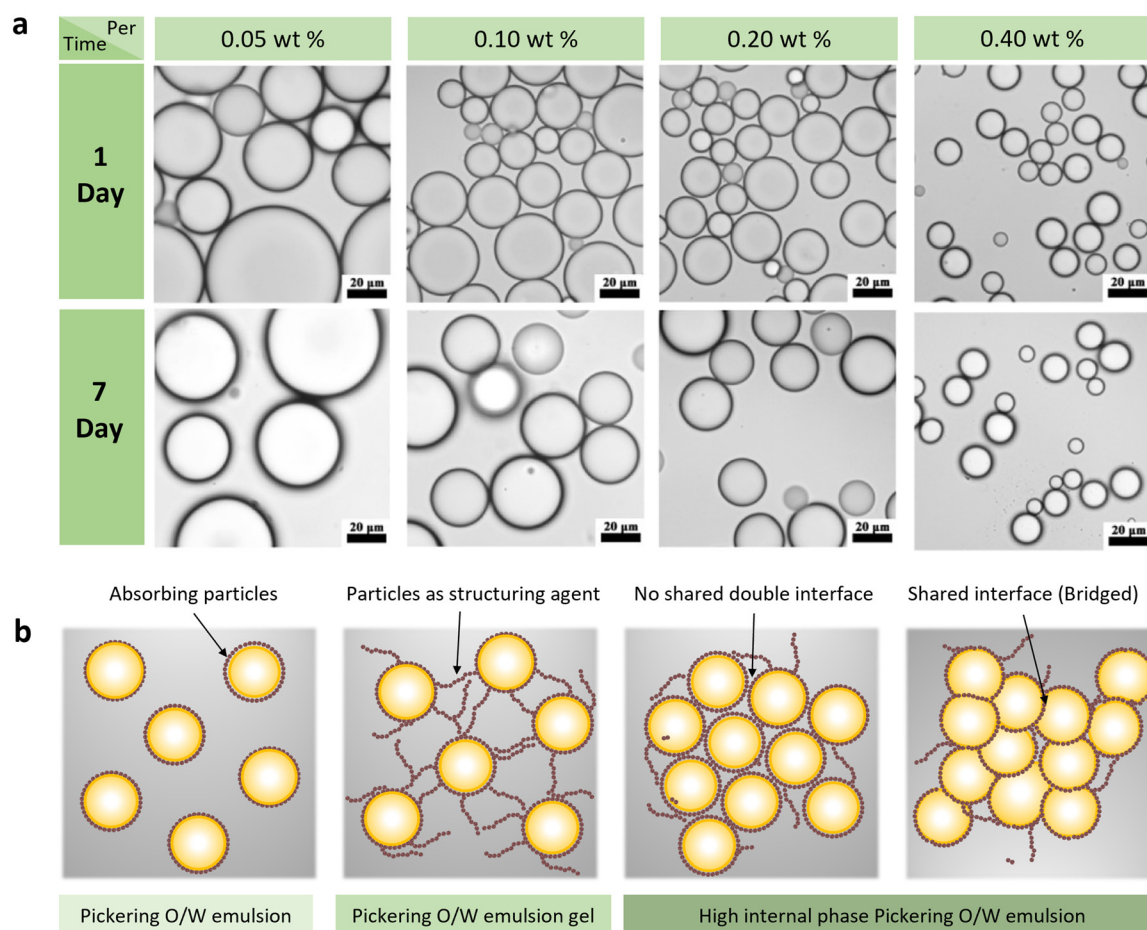 a
Per
Time
0.05 wt %
0.10 wt %
0.20 wt %
0.40 wt %
1
Day
20 μm
20 μm
20 μm
20 μm
7
Day
20 μm
20 μm
20 μm
20 μm
b
Absorbing particles
Particles as structuring agent
No shared double interface
Shared interface (Bridged)
Pickering O/W emulsion
Pickering O/W emulsion gel
High internal phase Pickering O/W emulsion